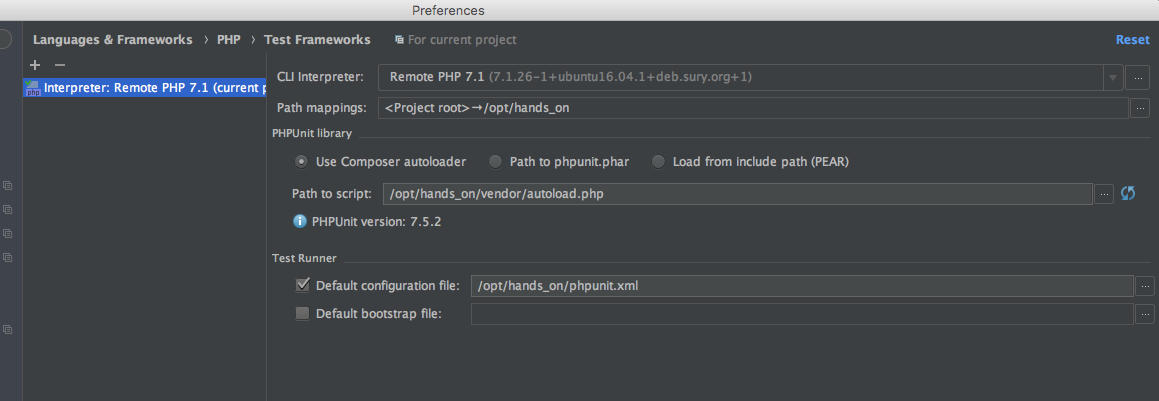 Preferences
Languages & Frameworks › PHP › Test Frameworks For current project Reset
+ −
Interpreter: Remote PHP 7.1 (current p
CLI Interpreter: Remote PHP 7.1 (7.1.26-1+ubuntu16.04.1+deb.sury.org+1) ...
Path mappings: <Project root>→/opt/hands_on ...
PHPUnit library
Use Composer autoloader Path to phpunit.phar Load from include path (PEAR)
Path to script: /opt/hands_on/vendor/autoload.php ...
PHPUnit version: 7.5.2
Test Runner
Default configuration file: /opt/hands_on/phpunit.xml ...
Default bootstrap file: ...